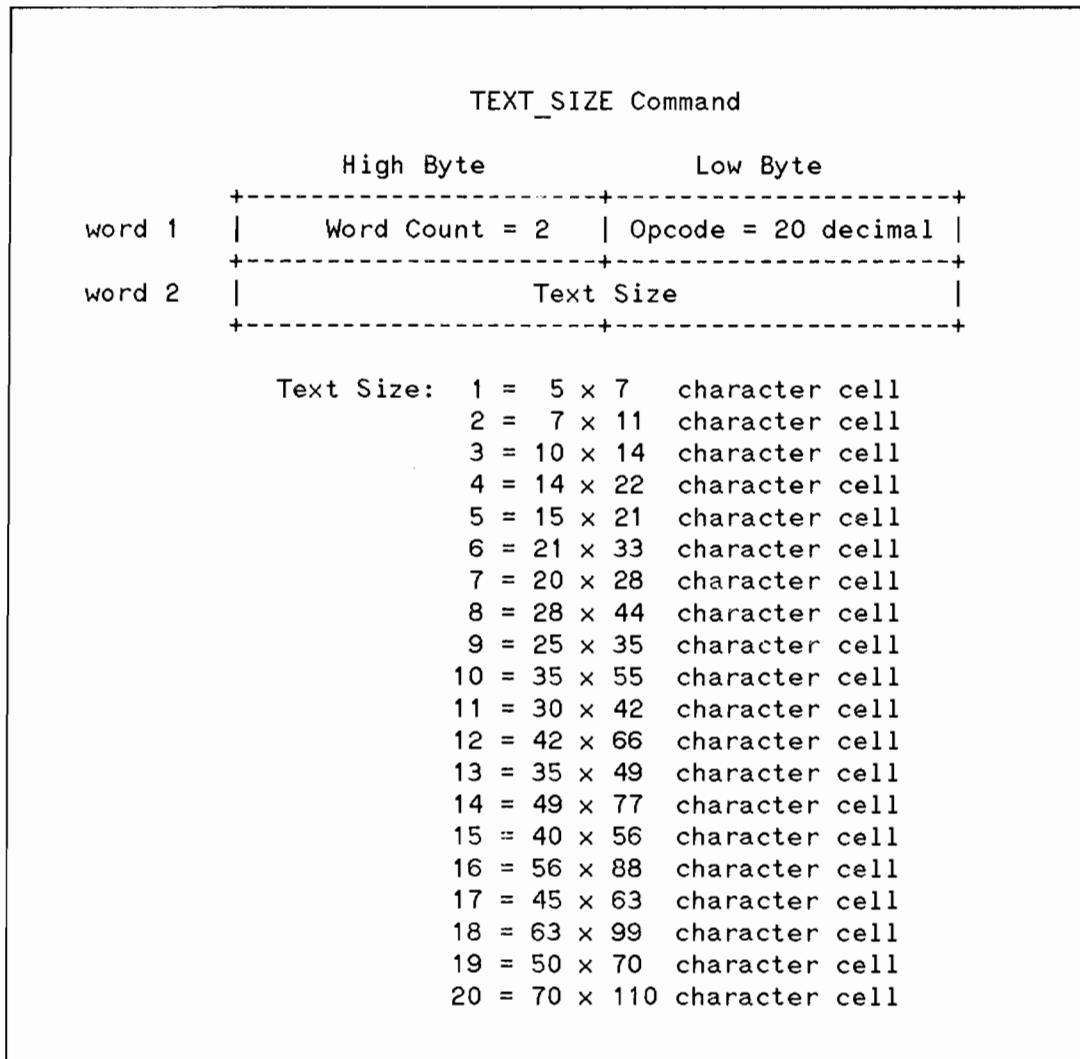 TEXT_SIZE Command
High Byte Low Byte
+----------------------+---------------------+
word 1 | Word Count = 2 | Opcode = 20 decimal |
+----------------------+---------------------+
word 2 | Text Size |
+----------------------+---------------------+
Text Size: 1 = 5 x 7 character cell
2 = 7 x 11 character cell
3 = 10 x 14 character cell
4 = 14 x 22 character cell
5 = 15 x 21 character cell
6 = 21 x 33 character cell
7 = 20 x 28 character cell
8 = 28 x 44 character cell
9 = 25 x 35 character cell
10 = 35 x 55 character cell
11 = 30 x 42 character cell
12 = 42 x 66 character cell
13 = 35 x 49 character cell
14 = 49 x 77 character cell
15 = 40 x 56 character cell
16 = 56 x 88 character cell
17 = 45 x 63 character cell
18 = 63 x 99 character cell
19 = 50 x 70 character cell
20 = 70 x 110 character cell